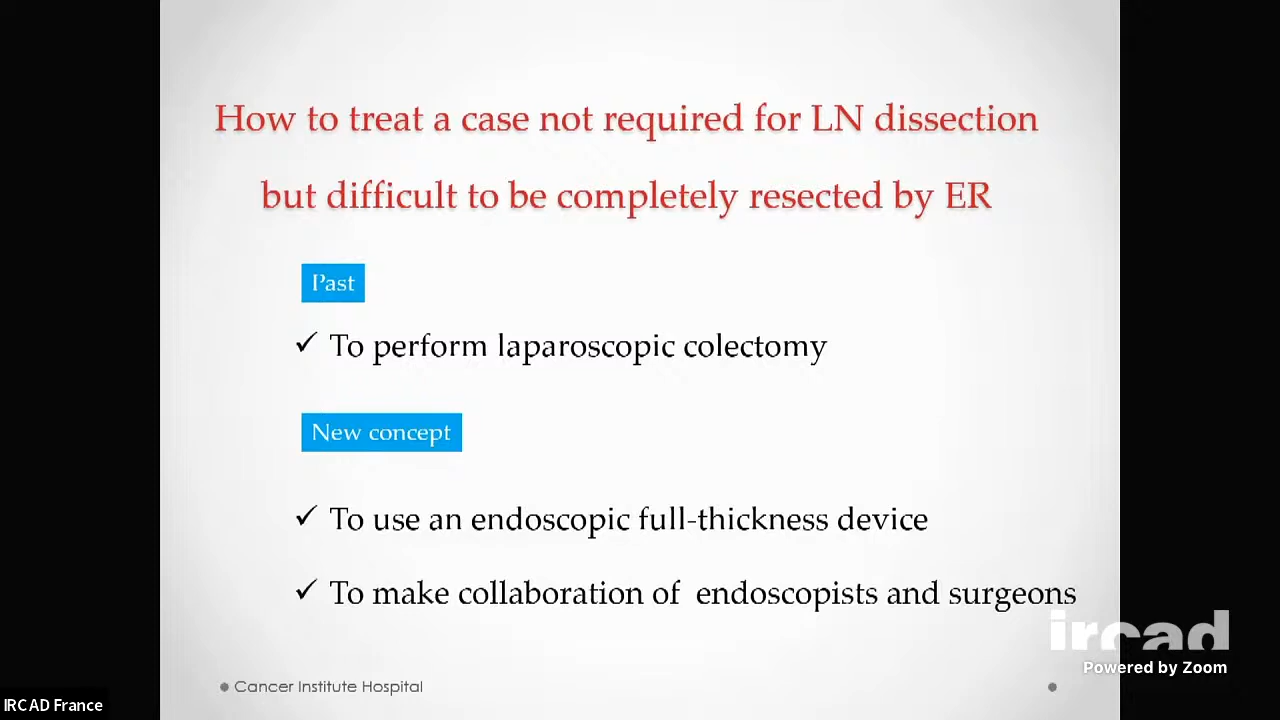 How to treat a case not required for LN dissection
but difficult to be completely resected by ER
Past
✓ To perform laparoscopic colectomy
New concept
✓ To use an endoscopic full-thickness device
✓ To make collaboration of endoscopists and surgeons
ircad
Powered by Zoom
• Cancer Institute Hospital •
IRCAD France